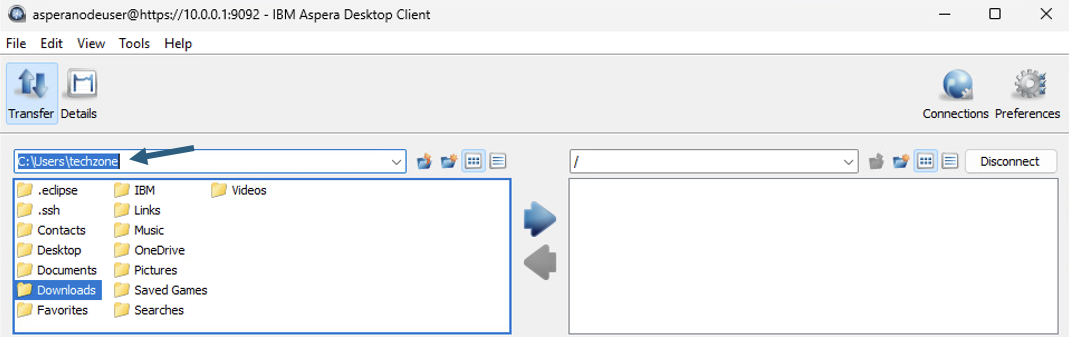 asperanodeuser@https://10.0.0.1:9092 - IBM Aspera Desktop Client
File Edit View Tools Help
Transfer Details Connections Preferences
C:\Users\techzone / Disconnect
.eclipse IBM Videos
.ssh Links
Contacts Music
Desktop OneDrive
Documents Pictures
Downloads Saved Games
Favorites Searches